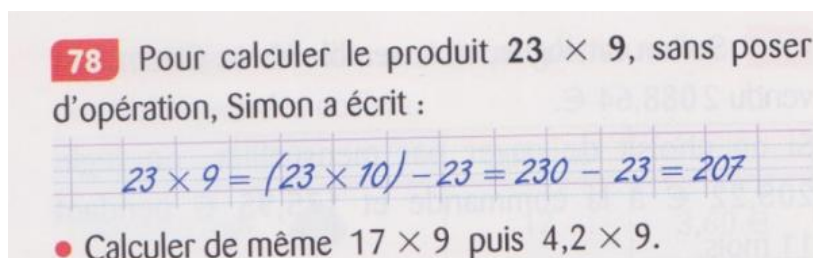 78 Pour calculer le produit 23 × 9, sans poser
d'opération, Simon a écrit :
23 × 9 = (23 × 10) – 23 = 230 – 23 = 207
• Calculer de même 17 × 9 puis 4,2 × 9.